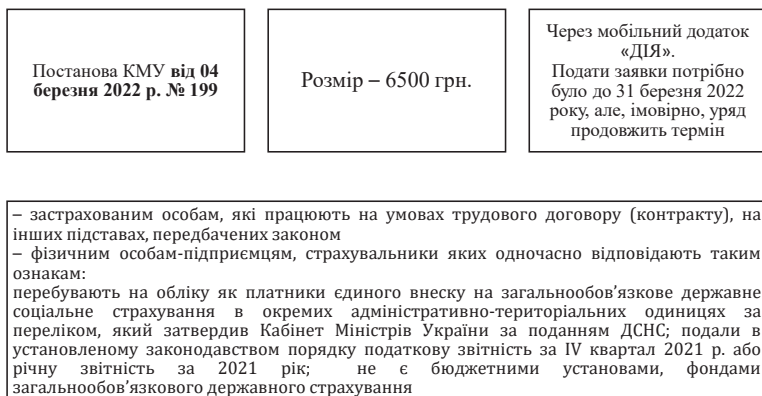 Постанова КМУ від 04
березня 2022 р. № 199
Розмір – 6500 грн.
Через мобільний додаток
«ДІЯ».
Подати заявки потрібно
було до 31 березня 2022
року, але, імовірно, уряд
продовжить термін
– застрахованим особам, які працюють на умовах трудового договору (контракту), на
інших підставах, передбачених законом
– фізичним особам-підприємцям, страхувальники яких одночасно відповідають таким
ознакам:
перебувають на обліку як платники єдиного внеску на загальнообов’язкове державне
соціальне страхування в окремих адміністративно-територіальних одиницях за
переліком, який затвердив Кабінет Міністрів України за поданням ДСНС; подали в
установленому законодавством порядку податкову звітність за IV квартал 2021 р. або
річну звітність за 2021 рік; не є бюджетними установами, фондами
загальнообов’язкового державного страхування